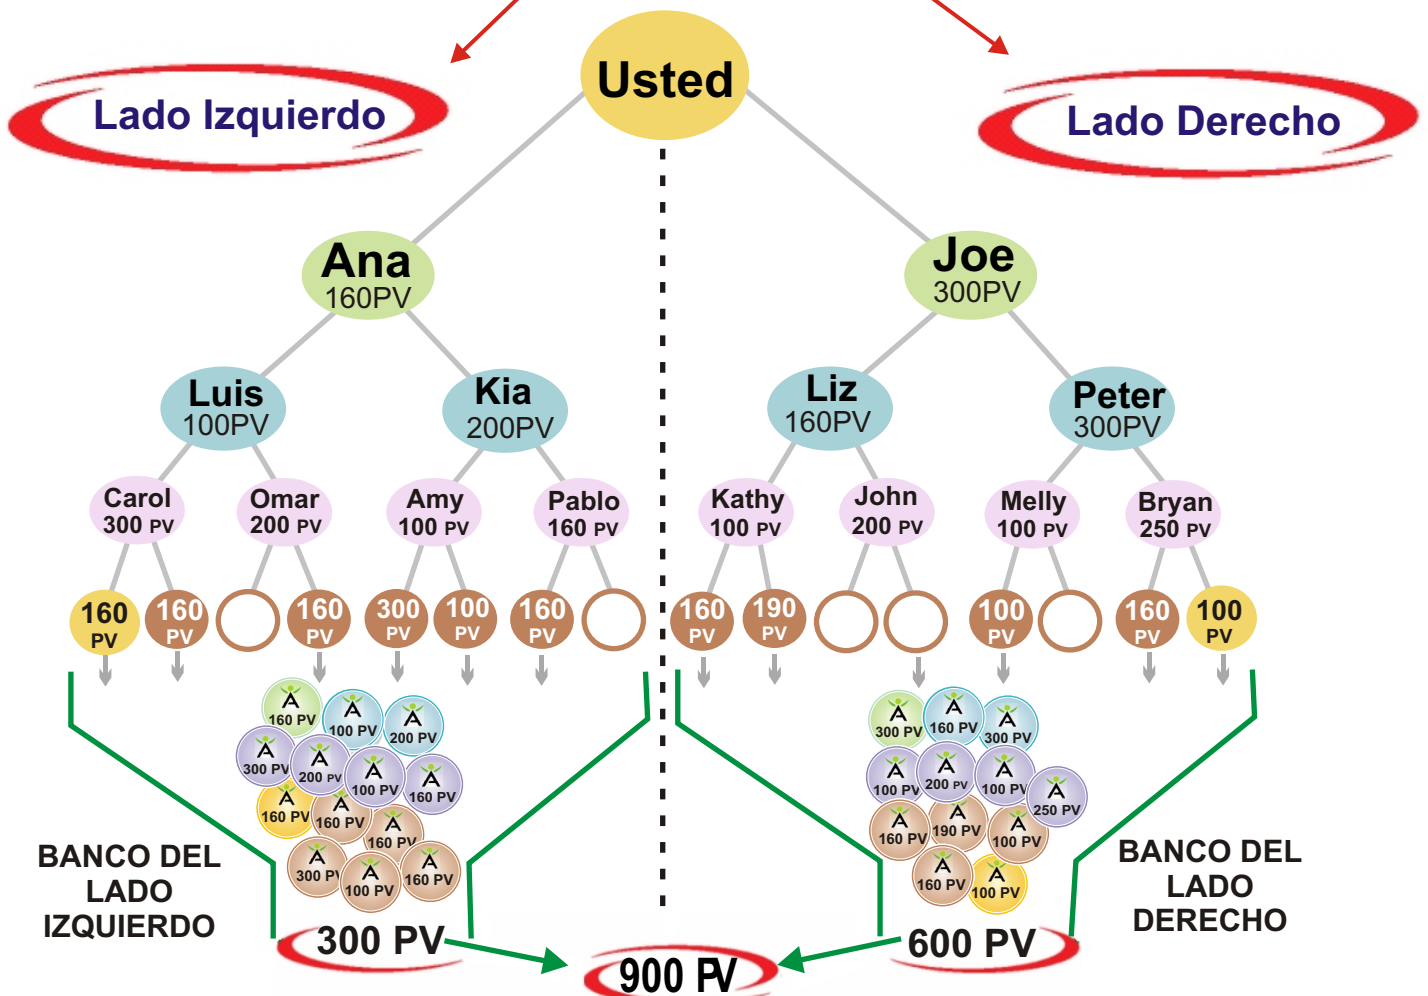 Usted
Lado Izquierdo
Lado Derecho
Ana
160PV
Joe
300PV
Luis
100PV
Kia
200PV
Liz
160PV
Peter
300PV
Carol
300 PV
Omar
200 PV
Amy
100 PV
Pablo
160 PV
Kathy
100 PV
John
200 PV
Melly
100 PV
Bryan
250 PV
160
PV
160
PV
160
PV
300
PV
100
PV
160
PV
160
PV
190
PV
100
PV
160
PV
100
PV
160 PV
100 PV
200 PV
300 PV
200 PV
100 PV
160 PV
160 PV
160 PV
160 PV
300 PV
100 PV
160 PV
300 PV
160 PV
300 PV
100 PV
200 PV
100 PV
250 PV
160 PV
190 PV
100 PV
160 PV
100 PV
BANCO DEL
LADO
IZQUIERDO
BANCO DEL
LADO
DERECHO
300 PV
600 PV
900 PV